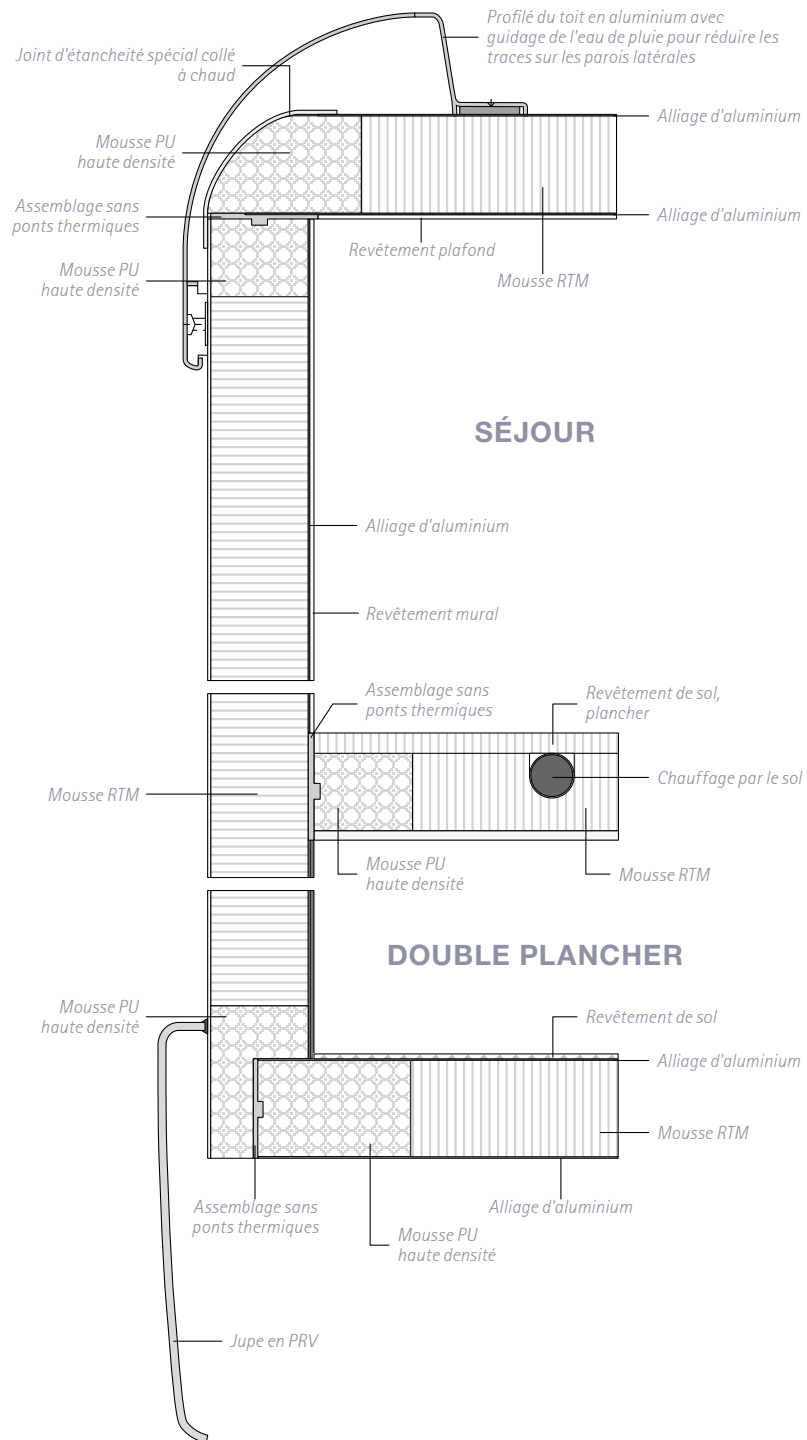 Profilé du toit en aluminium avec
guidage de l'eau de pluie pour réduire les
traces sur les parois latérales
Joint d'étancheité spécial collé
à chaud
Alliage d'aluminium
Mousse PU
haute densité
Assemblage sans
ponts thermiques
Alliage d'aluminium
Revêtement plafond
Mousse PU
haute densité
Mousse RTM
SÉJOUR
Alliage d'aluminium
Revêtement mural
Assemblage sans
ponts thermiques
Revêtement de sol,
plancher
Mousse RTM
Chauffage par le sol
Mousse PU
haute densité
Mousse RTM
DOUBLE PLANCHER
Mousse PU
haute densité
Revêtement de sol
Alliage d'aluminium
Mousse RTM
Assemblage sans
ponts thermiques
Alliage d'aluminium
Mousse PU
haute densité
Jupe en PRV